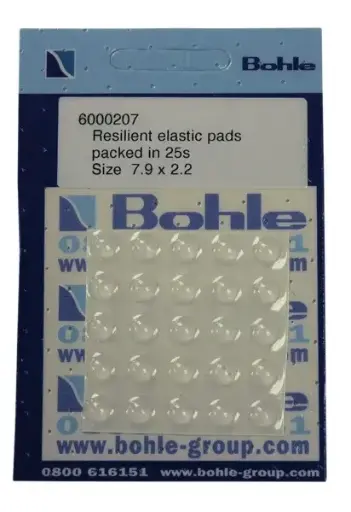 Bohle
6000207
Resilient elastic pads
packed in 25s
Size 7.9 x 2.2
Bohle
www.bohle-group.com
0800 616151 www.bohle-group.com